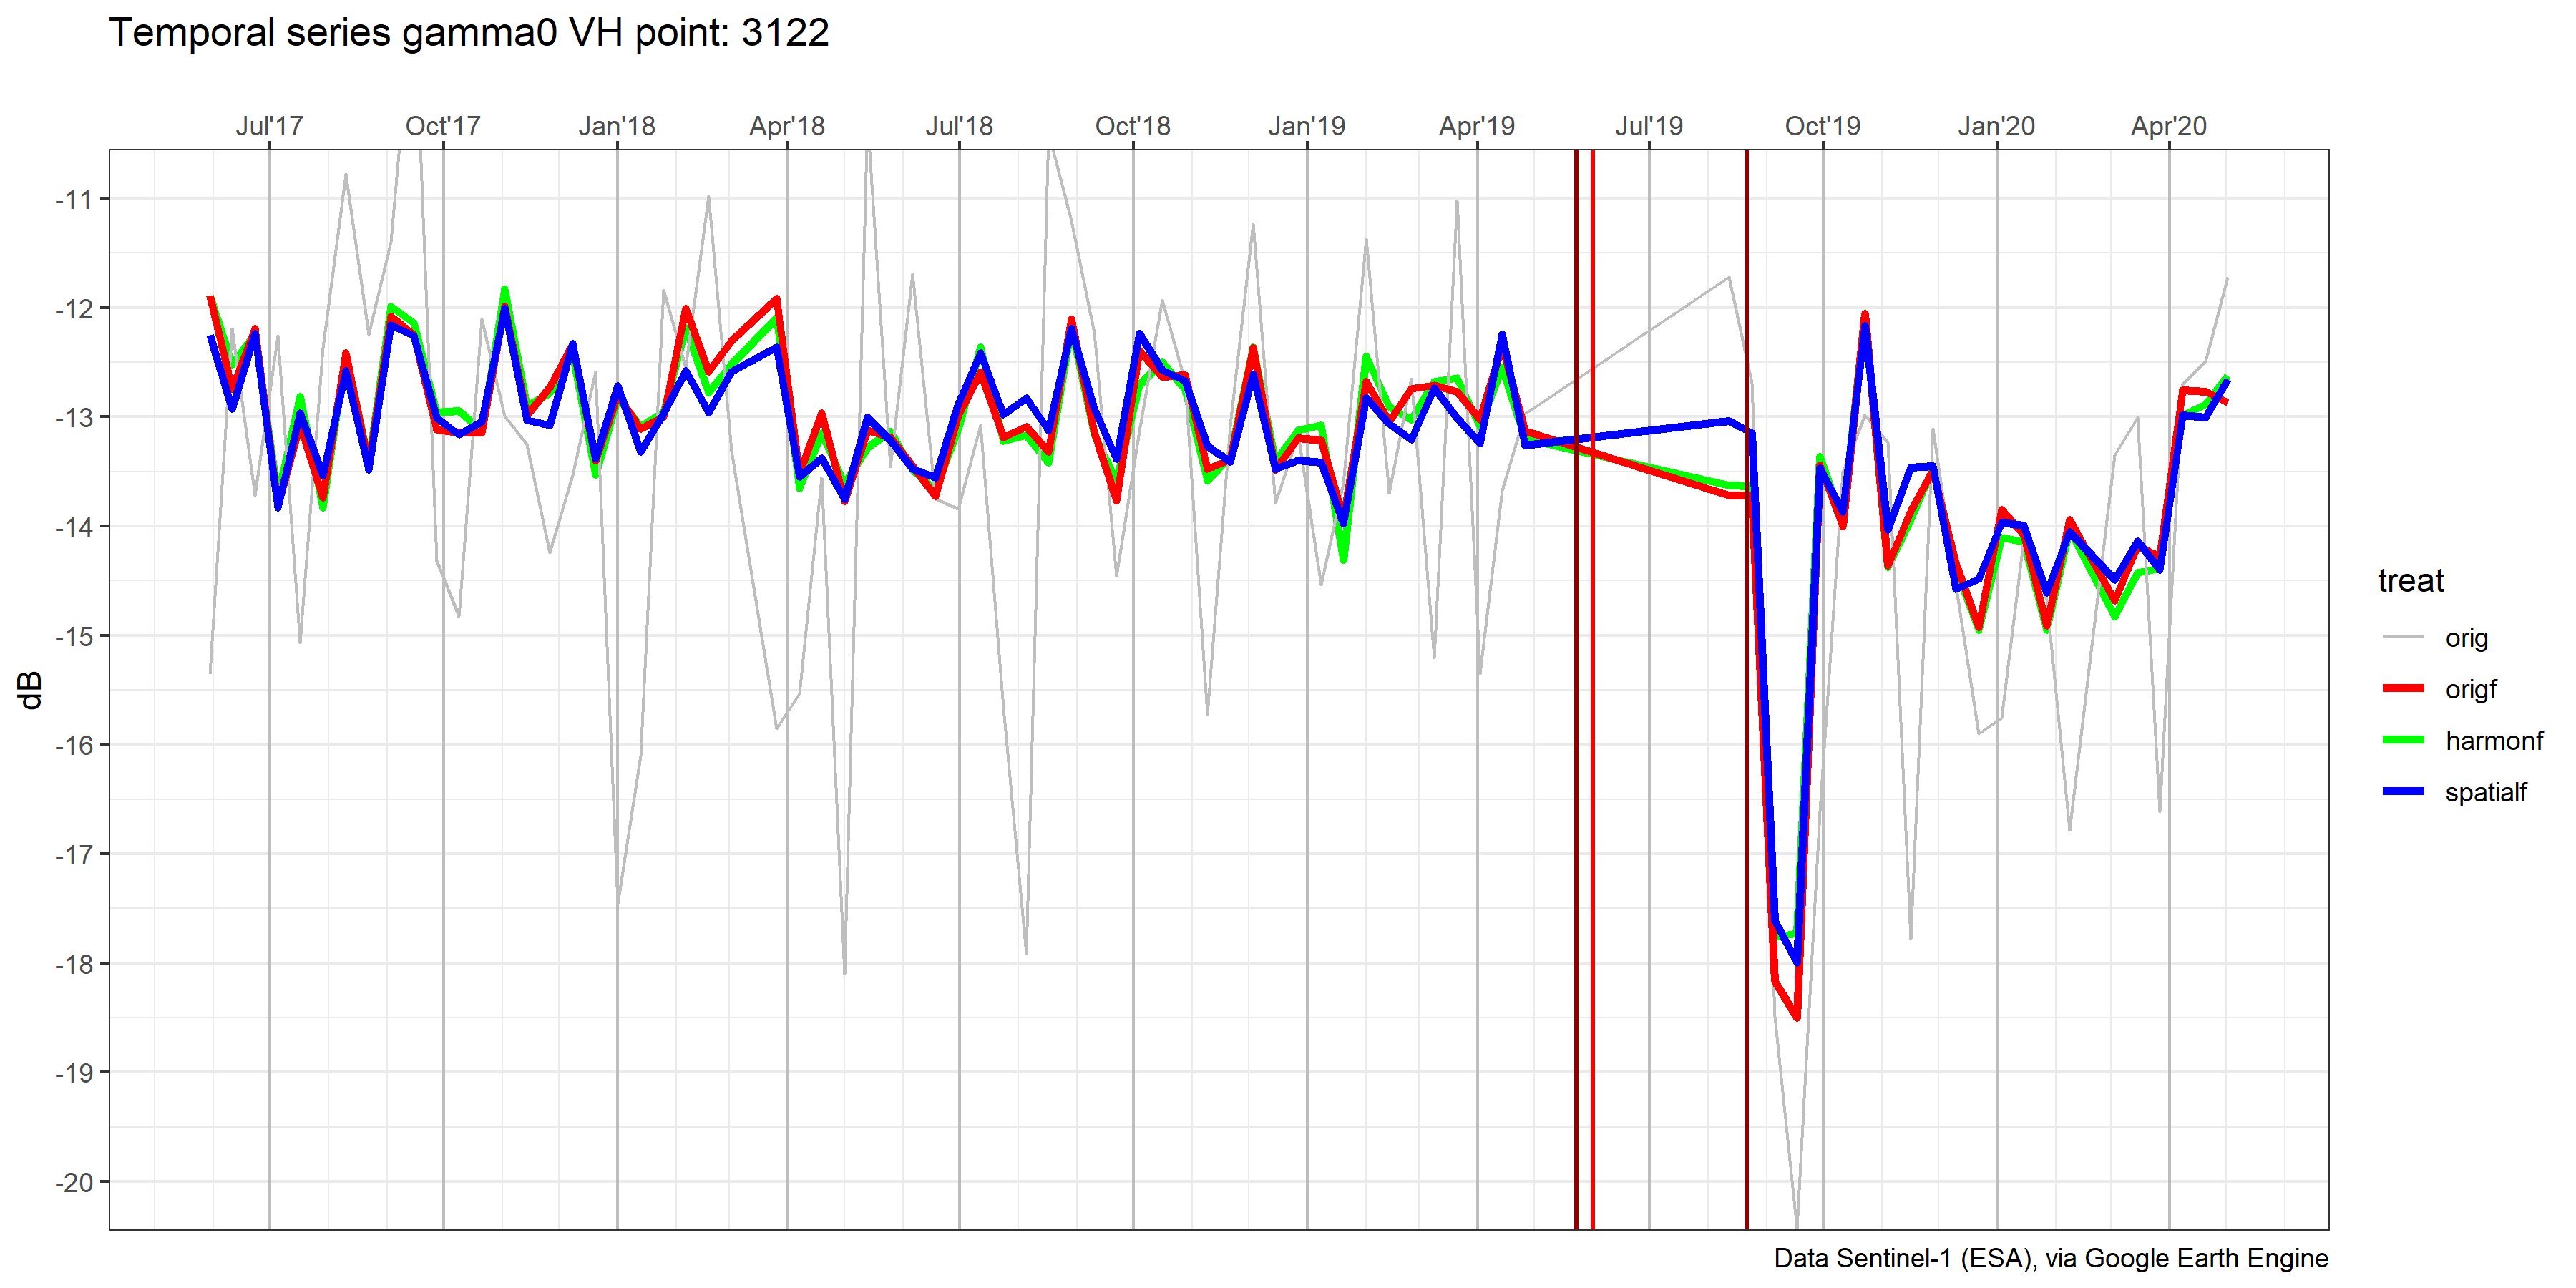 Temporal series gamma0 VH point: 3122
Jul'17 Oct'17 Jan'18 Apr'18 Jul'18 Oct'18 Jan'19 Apr'19 Jul'19 Oct'19 Jan'20 Apr'20
-11
-12
-13
-14
-15
-16
-17
-18
-19
-20
dB
treat
orig
origf
harmonf
spatialf
Data Sentinel-1 (ESA), via Google Earth Engine